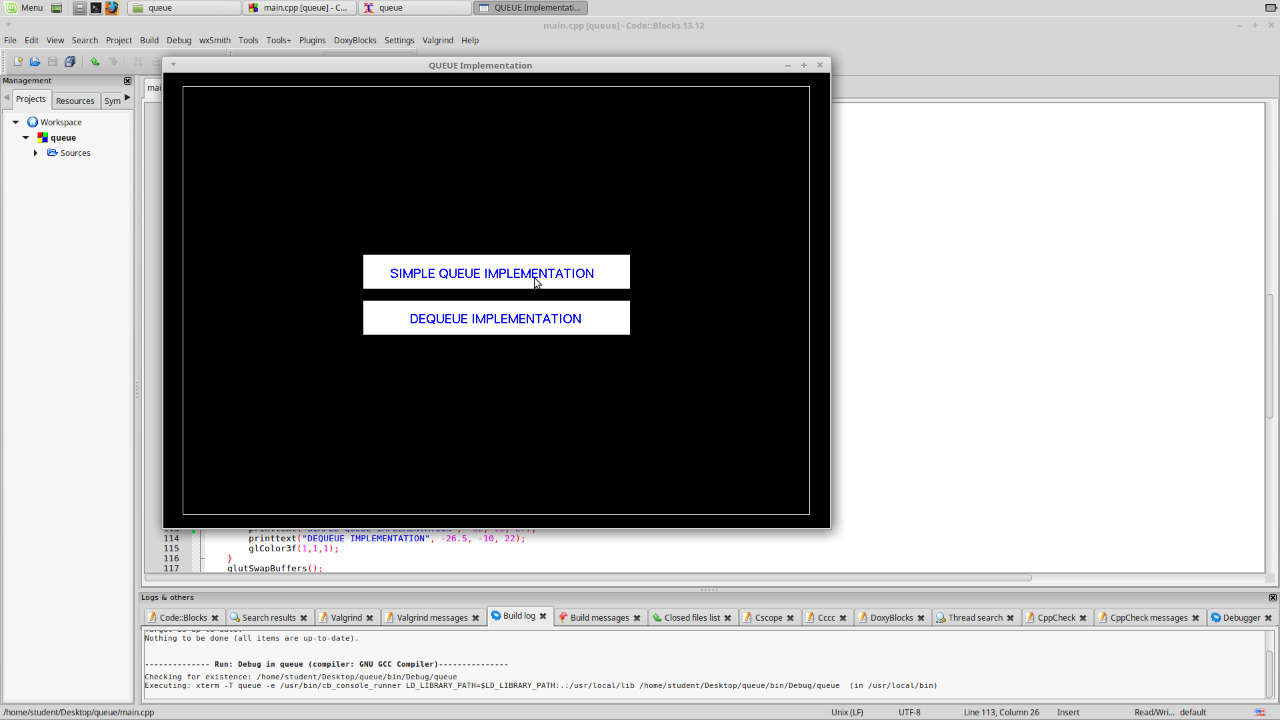 Menu
queue
main.cpp [queue] - C...
queue
QUEUE Implementati...
main.cpp [queue] - Code::Blocks 13.12
File Edit View Search Project Build Debug wxSmith Tools Tools+ Plugins DoxyBlocks Settings Valgrind Help
QUEUE Implementation
Management
Projects Resources Sym
mai
Workspace
queue
Sources
SIMPLE QUEUE IMPLEMENTATION
DEQUEUE IMPLEMENTATION
114 printtext("DEQUEUE IMPLEMENTATION", -26.5, -10, 22);
115 glColor3f(1,1,1);
116 }
117 glutSwapBuffers();
Logs & others
Code::Blocks Search results Valgrind Valgrind messages Build log Build messages Closed files list Cscope Cccc DoxyBlocks Thread search CppCheck CppCheck messages Debugger
Nothing to be done (all items are up-to-date).
-------------- Run: Debug in queue (compiler: GNU GCC Compiler)---------------
Checking for existence: /home/student/Desktop/queue/bin/Debug/queue
Executing: xterm -T queue -e /usr/bin/cb_console_runner LD_LIBRARY_PATH=$LD_LIBRARY_PATH:.:/usr/local/lib /home/student/Desktop/queue/bin/Debug/queue (in /usr/local/bin)
/home/student/Desktop/queue/main.cpp Unix (LF) UTF-8 Line 113, Column 26 Insert Read/Wri... default